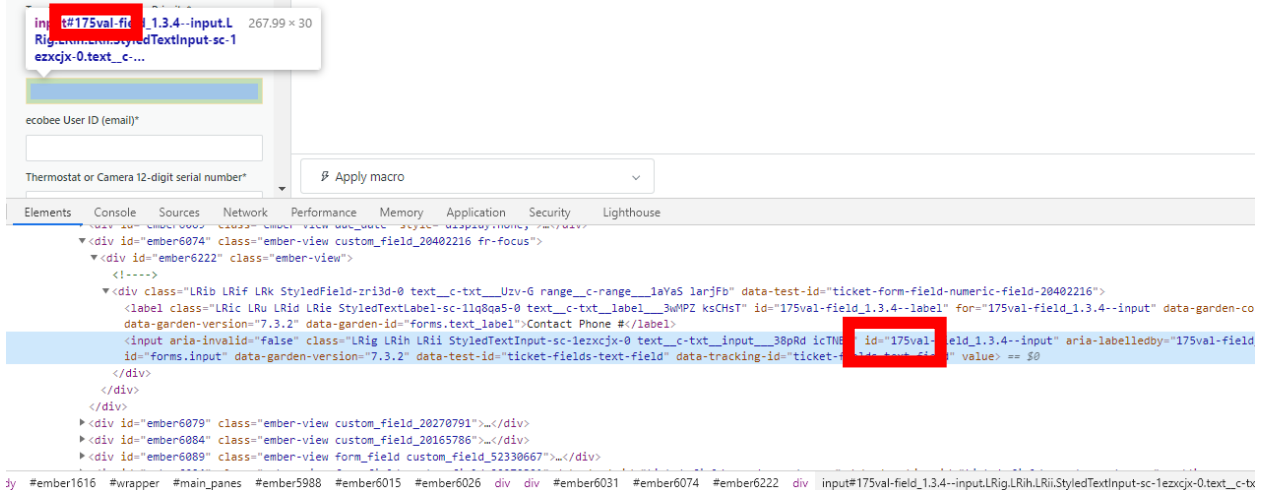 input#175val-field_1.3.4--input.L 267.99 × 30
Rig.LRih.LRii.StyledTextInput-sc-1
ezxcjx-0.text__c-...
ecobee User ID (email)*
Thermostat or Camera 12-digit serial number*
Apply macro
Elements Console Sources Network Performance Memory Application Security Lighthouse
<div id="ember6074" class="ember-view custom_field_20402216 fr-focus">
<div id="ember6222" class="ember-view">
<!---->
<div class="LRib LRif LRk StyledField-zri3d-0 text__c-txt___Uzv-G range__c-range___1aYaS larjFb" data-test-id="ticket-form-field-numeric-field-20402216">
<label class="LRic LRu LRid LRie StyledTextLabel-sc-1lq8qa5-0 text__c-txt__label___3wMPZ ksCHsT" id="175val-field_1.3.4--label" for="175val-field_1.3.4--input" data-garden-co
data-garden-version="7.3.2" data-garden-id="forms.text_label">Contact Phone #</label>
<input aria-invalid="false" class="LRig LRih LRii StyledTextInput-sc-1ezxcjx-0 text__c-txt__input___38pRd icTNE " id="175val-field_1.3.4--input" aria-labelledby="175val-field_
id="forms.input" data-garden-version="7.3.2" data-test-id="ticket-fields-text-field" data-tracking-id="ticket-fields-text-field" value> == $0
</div>
</div>
</div>
<div id="ember6079" class="ember-view custom_field_20270791">…</div>
<div id="ember6084" class="ember-view custom_field_20165786">…</div>
<div id="ember6089" class="ember-view form_field custom_field_52330667">…</div>
dy #ember1616 #wrapper #main_panes #ember5988 #ember6015 #ember6026 div div #ember6031 #ember6074 #ember6222 div input#175val-field_1.3.4--input.LRig.LRih.LRii.StyledTextInput-sc-1ezxcjx-0.text__c-tx